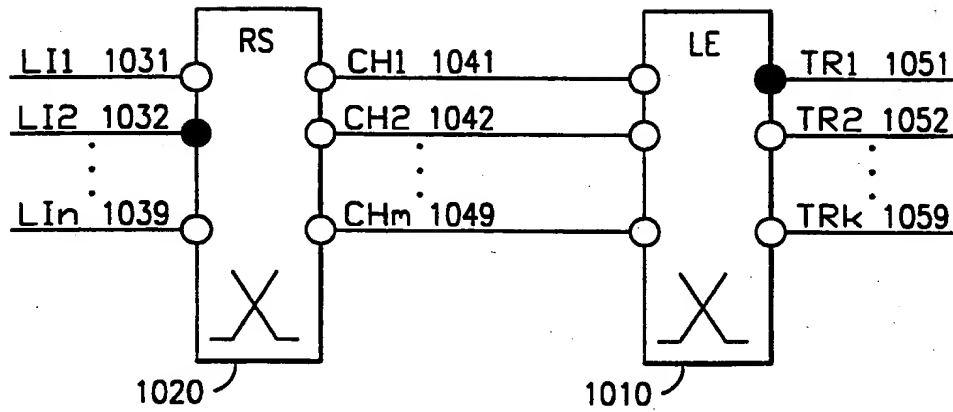 RS
LE
LI1 1031
CH1 1041
TR1 1051
LI2 1032
CH2 1042
TR2 1052
LIn 1039
CHm 1049
TRk 1059
1020
1010